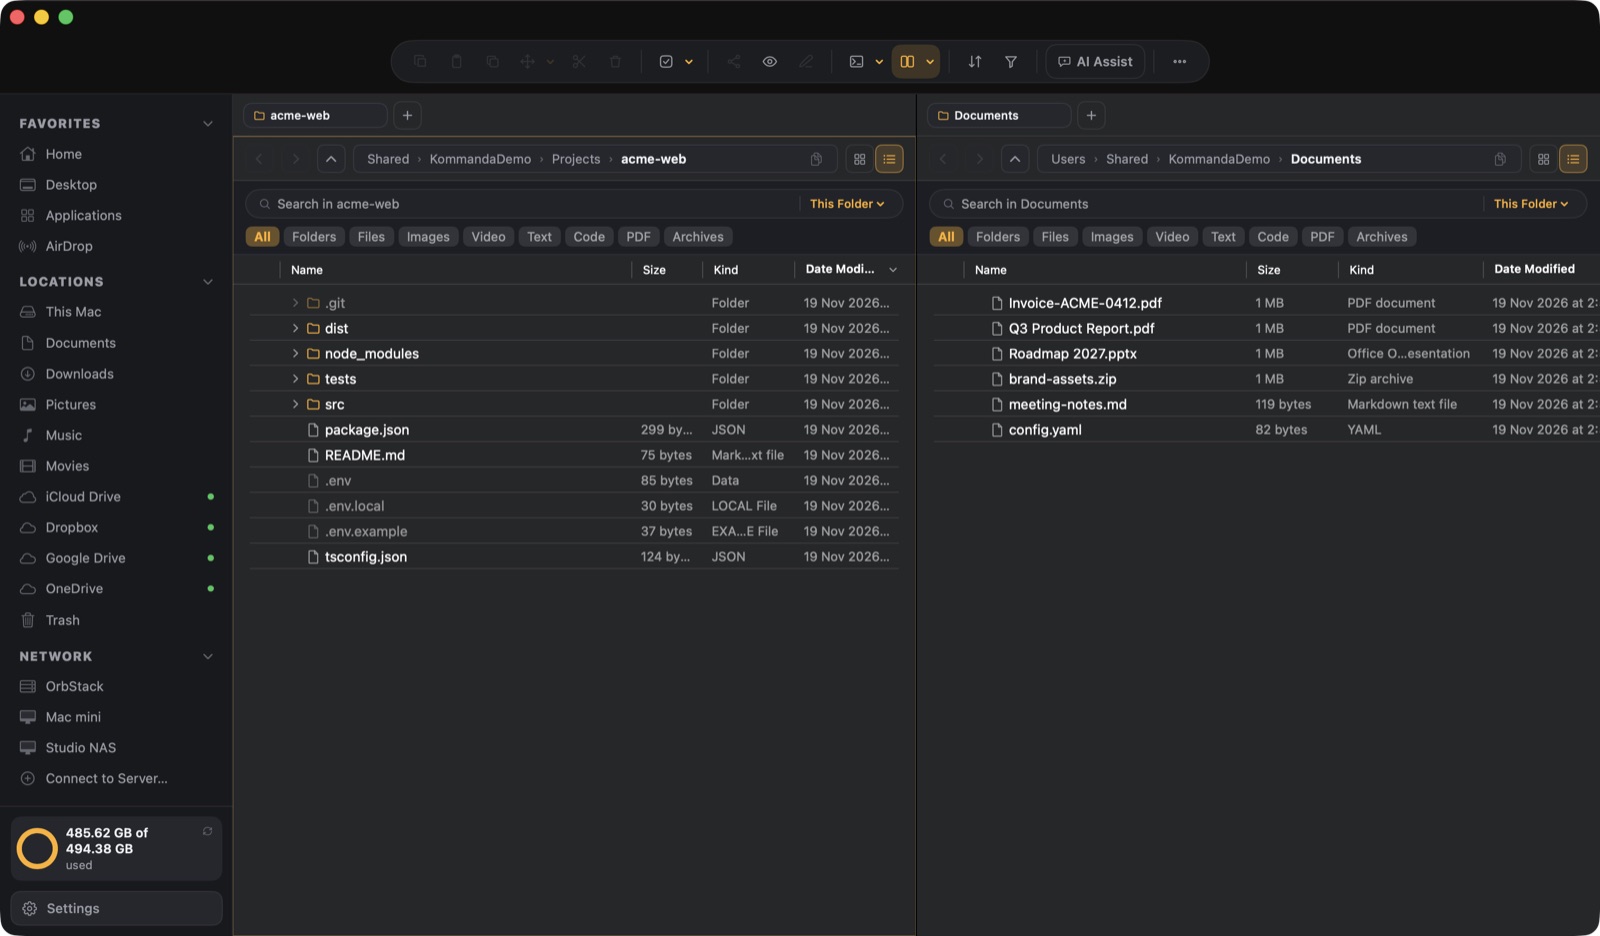 AI Assist
FAVORITES
Home
Desktop
Applications
AirDrop
LOCATIONS
This Mac
Documents
Downloads
Pictures
Music
Movies
iCloud Drive
Dropbox
Google Drive
OneDrive
Trash
NETWORK
OrbStack
Mac mini
Studio NAS
Connect to Server...
485.62 GB of
494.38 GB
used
Settings
acme-web
Shared › KommandaDemo › Projects › acme-web
Search in acme-web This Folder
All Folders Files Images Video Text Code PDF Archives
Name Size Kind Date Modi...
.git Folder 19 Nov 2026...
dist Folder 19 Nov 2026...
node_modules Folder 19 Nov 2026...
tests Folder 19 Nov 2026...
src Folder 19 Nov 2026...
package.json 299 by... JSON 19 Nov 2026...
README.md 75 bytes Mark...xt file 19 Nov 2026...
.env 85 bytes Data 19 Nov 2026...
.env.local 30 bytes LOCAL File 19 Nov 2026...
.env.example 37 bytes EXA...E File 19 Nov 2026...
tsconfig.json 124 by... JSON 19 Nov 2026...
Documents
Users › Shared › KommandaDemo › Documents
Search in Documents This Folder
All Folders Files Images Video Text Code PDF Archives
Name Size Kind Date Modified
Invoice-ACME-0412.pdf 1 MB PDF document 19 Nov 2026 at 2:
Q3 Product Report.pdf 1 MB PDF document 19 Nov 2026 at 2:
Roadmap 2027.pptx 1 MB Office O...esentation 19 Nov 2026 at 2:
brand-assets.zip 1 MB Zip archive 19 Nov 2026 at 2:
meeting-notes.md 119 bytes Markdown text file 19 Nov 2026 at 2:
config.yaml 82 bytes YAML 19 Nov 2026 at 2: